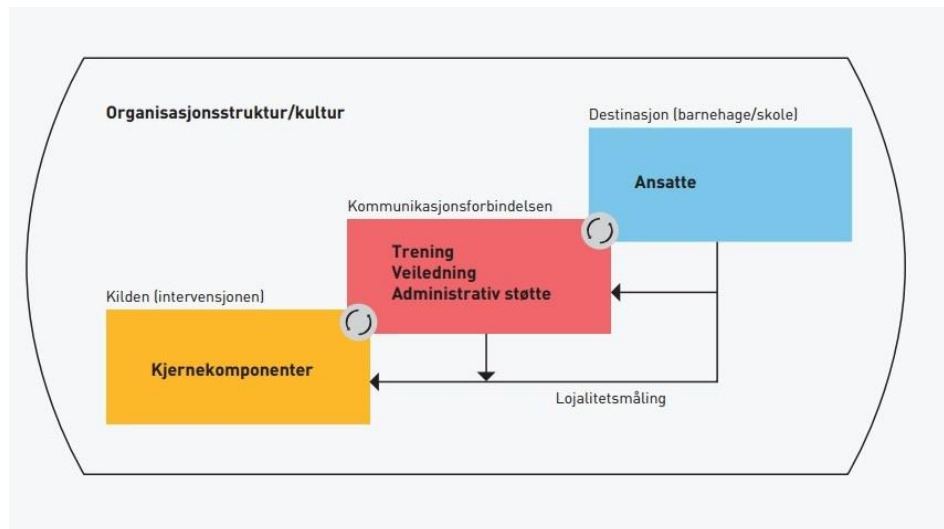 Organisasjonsstruktur/kultur
Destinasjon (barnehage/skole)
Ansatte
Kommunikasjonsforbindelsen
Trening
Veiledning
Administrativ støtte
Kilden (intervensjonen)
Kjernekomponenter
Lojalitetsmåling